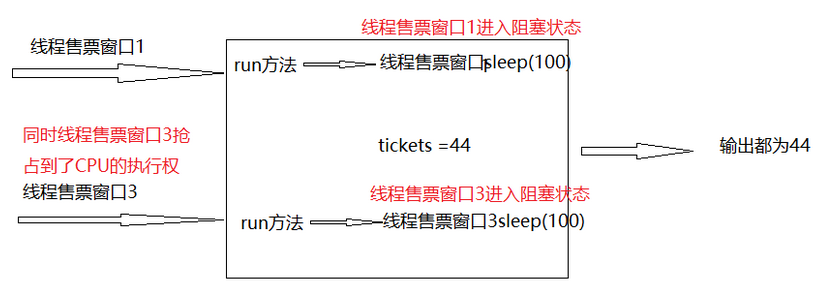 线程售票窗口1进入阻塞状态
线程售票窗口1
run方法
线程售票窗口sleep(100)
同时线程售票窗口3抢
占到了CPU的执行权
tickets =44
输出都为44
线程售票窗口3
线程售票窗口3进入阻塞状态
run方法
线程售票窗口3sleep(100)